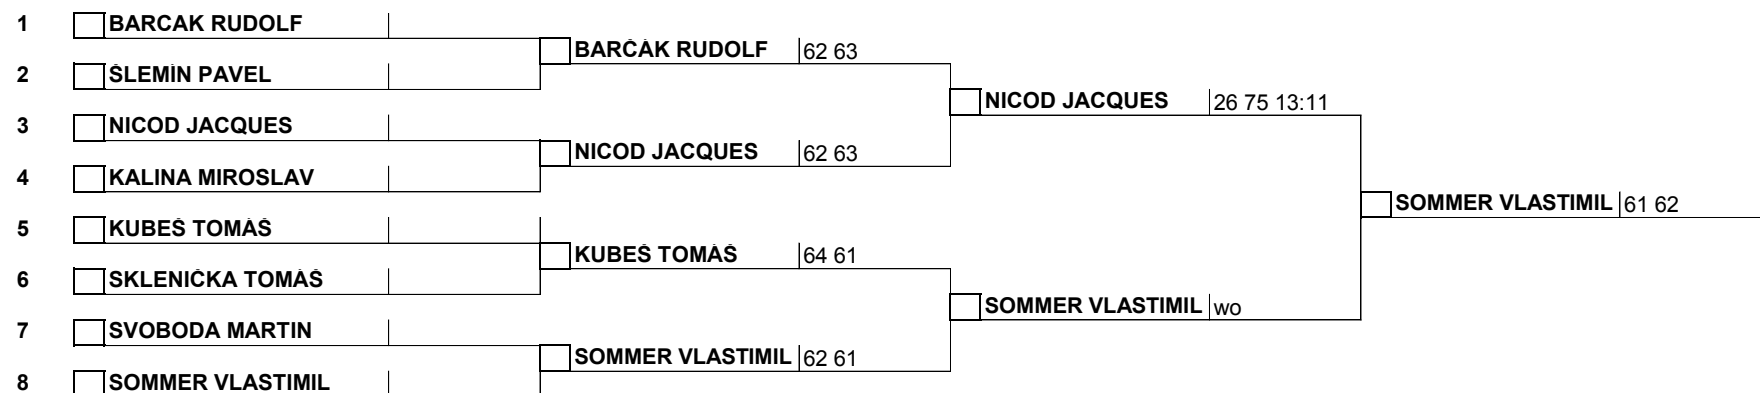 1 BARCAK RUDOLF
BARČÁK RUDOLF 62 63
2 ŠLEMÍN PAVEL
NICOD JACQUES 26 75 13:11
3 NICOD JACQUES
NICOD JACQUES 62 63
4 KALINA MIROSLAV
SOMMER VLASTIMIL 61 62
5 KUBEŠ TOMÁŠ
KUBEŠ TOMÁŠ 64 61
6 SKLENIČKA TOMÁŠ
SOMMER VLASTIMIL wo
7 SVOBODA MARTIN
SOMMER VLASTIMIL 62 61
8 SOMMER VLASTIMIL